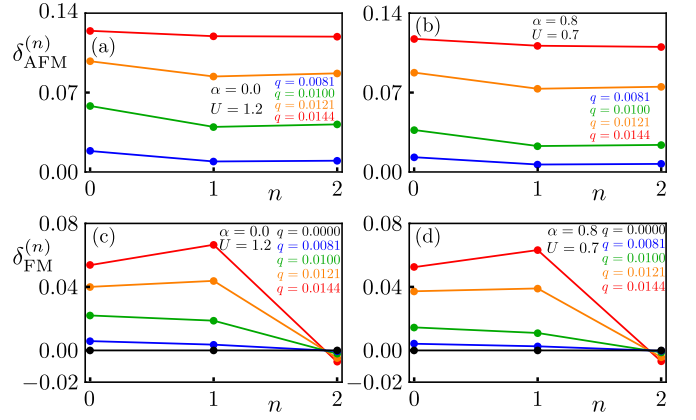 0.14
0.07
0.00
δ_AFM^(n)
(a)
α = 0.0
U = 1.2
q = 0.0081
q = 0.0100
q = 0.0121
q = 0.0144
0 1 n 2
(b)
α = 0.8
U = 0.7
q = 0.0081
q = 0.0100
q = 0.0121
q = 0.0144
0 1 n 2
0.08
0.04
0.00
−0.02
δ_FM^(n)
(c)
α = 0.0
U = 1.2
q = 0.0000
q = 0.0081
q = 0.0100
q = 0.0121
q = 0.0144
0 1 n 2
0.14
0.07
0.00
0.08
0.04
0.00
−0.02
(d)
α = 0.8
U = 0.7
q = 0.0000
q = 0.0081
q = 0.0100
q = 0.0121
q = 0.0144
0 1 n 2